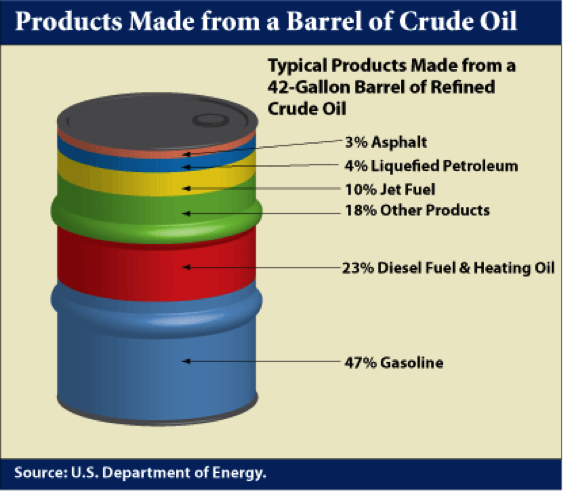 Products Made from a Barrel of Crude Oil
Typical Products Made from a
42-Gallon Barrel of Refined
Crude Oil
3% Asphalt
4% Liquefied Petroleum
10% Jet Fuel
18% Other Products
23% Diesel Fuel & Heating Oil
47% Gasoline
Source: U.S. Department of Energy.